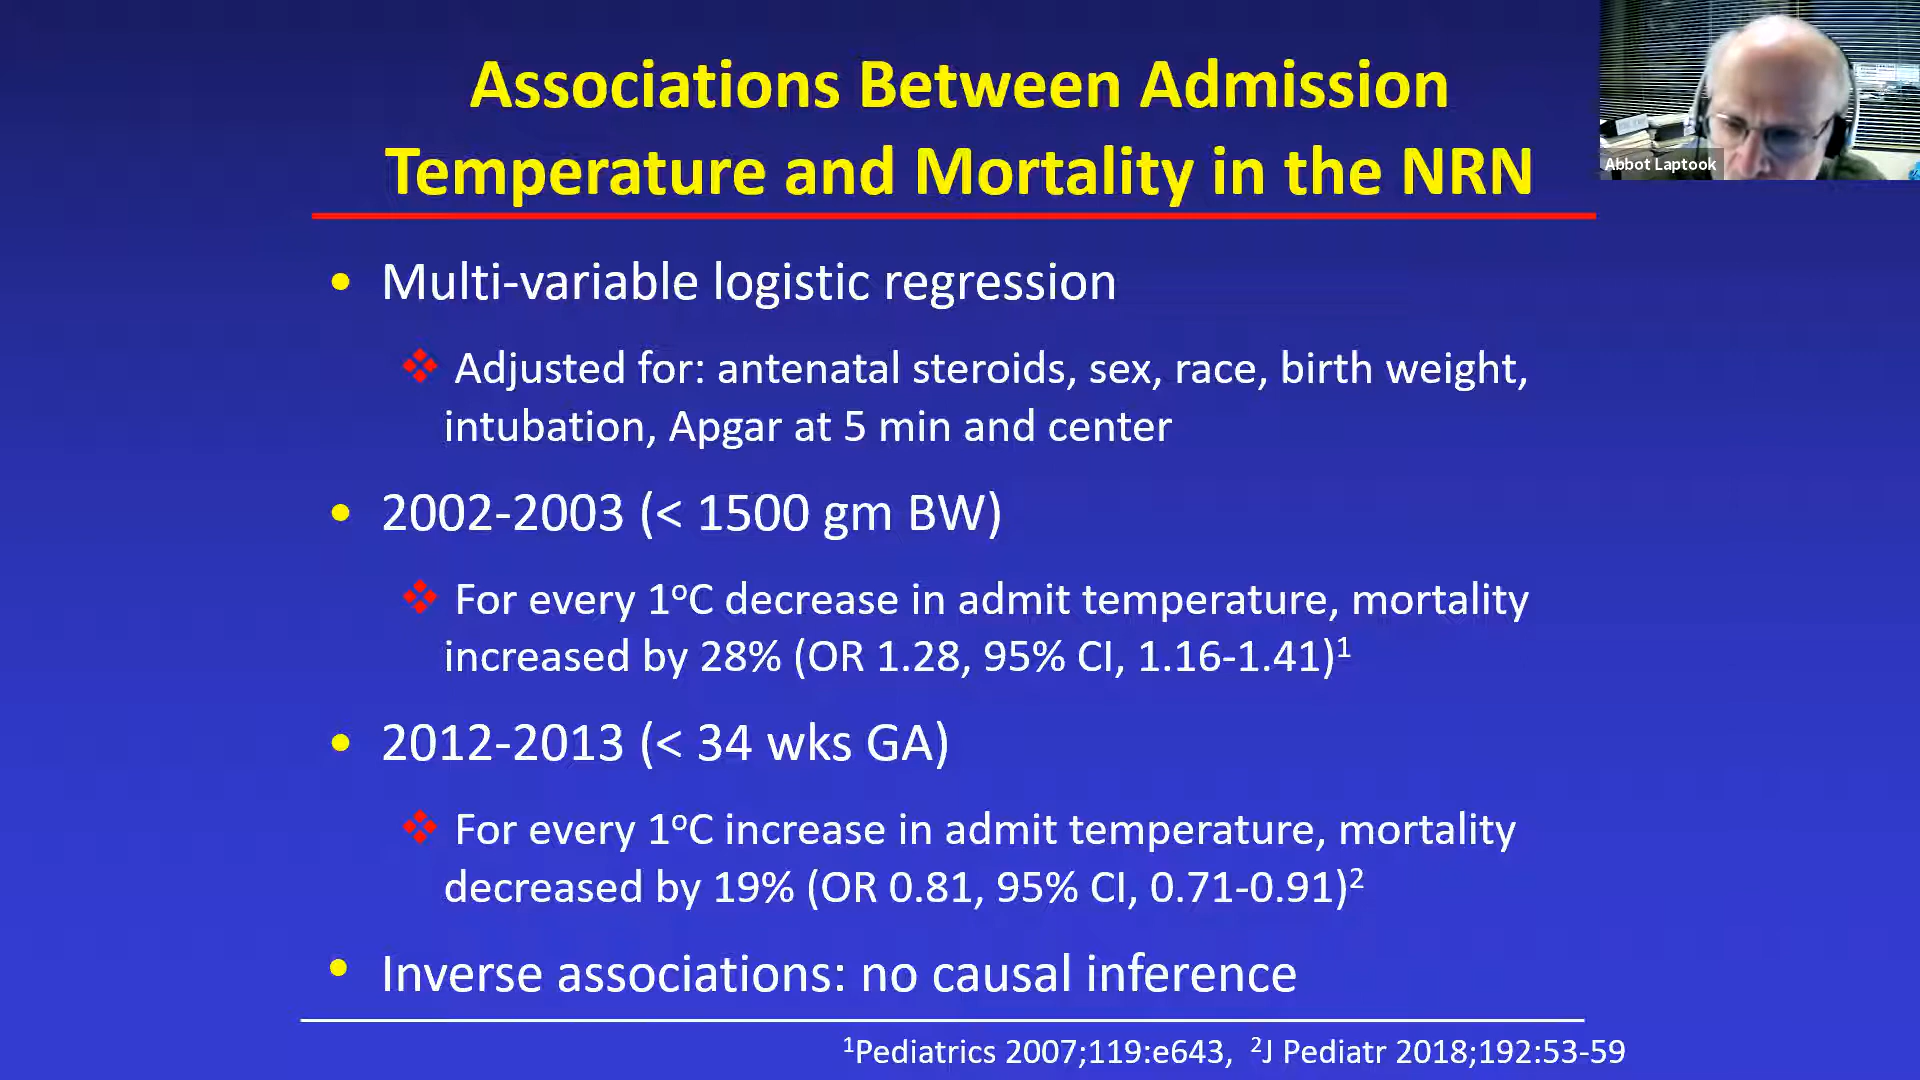 Associations Between Admission
Temperature and Mortality in the NRN
Abbot Laptook
• Multi-variable logistic regression
❖ Adjusted for: antenatal steroids, sex, race, birth weight,
intubation, Apgar at 5 min and center
• 2002-2003 (< 1500 gm BW)
❖ For every 1°C decrease in admit temperature, mortality
increased by 28% (OR 1.28, 95% CI, 1.16-1.41)¹
• 2012-2013 (< 34 wks GA)
❖ For every 1°C increase in admit temperature, mortality
decreased by 19% (OR 0.81, 95% CI, 0.71-0.91)²
• Inverse associations: no causal inference
¹Pediatrics 2007;119:e643, ²J Pediatr 2018;192:53-59